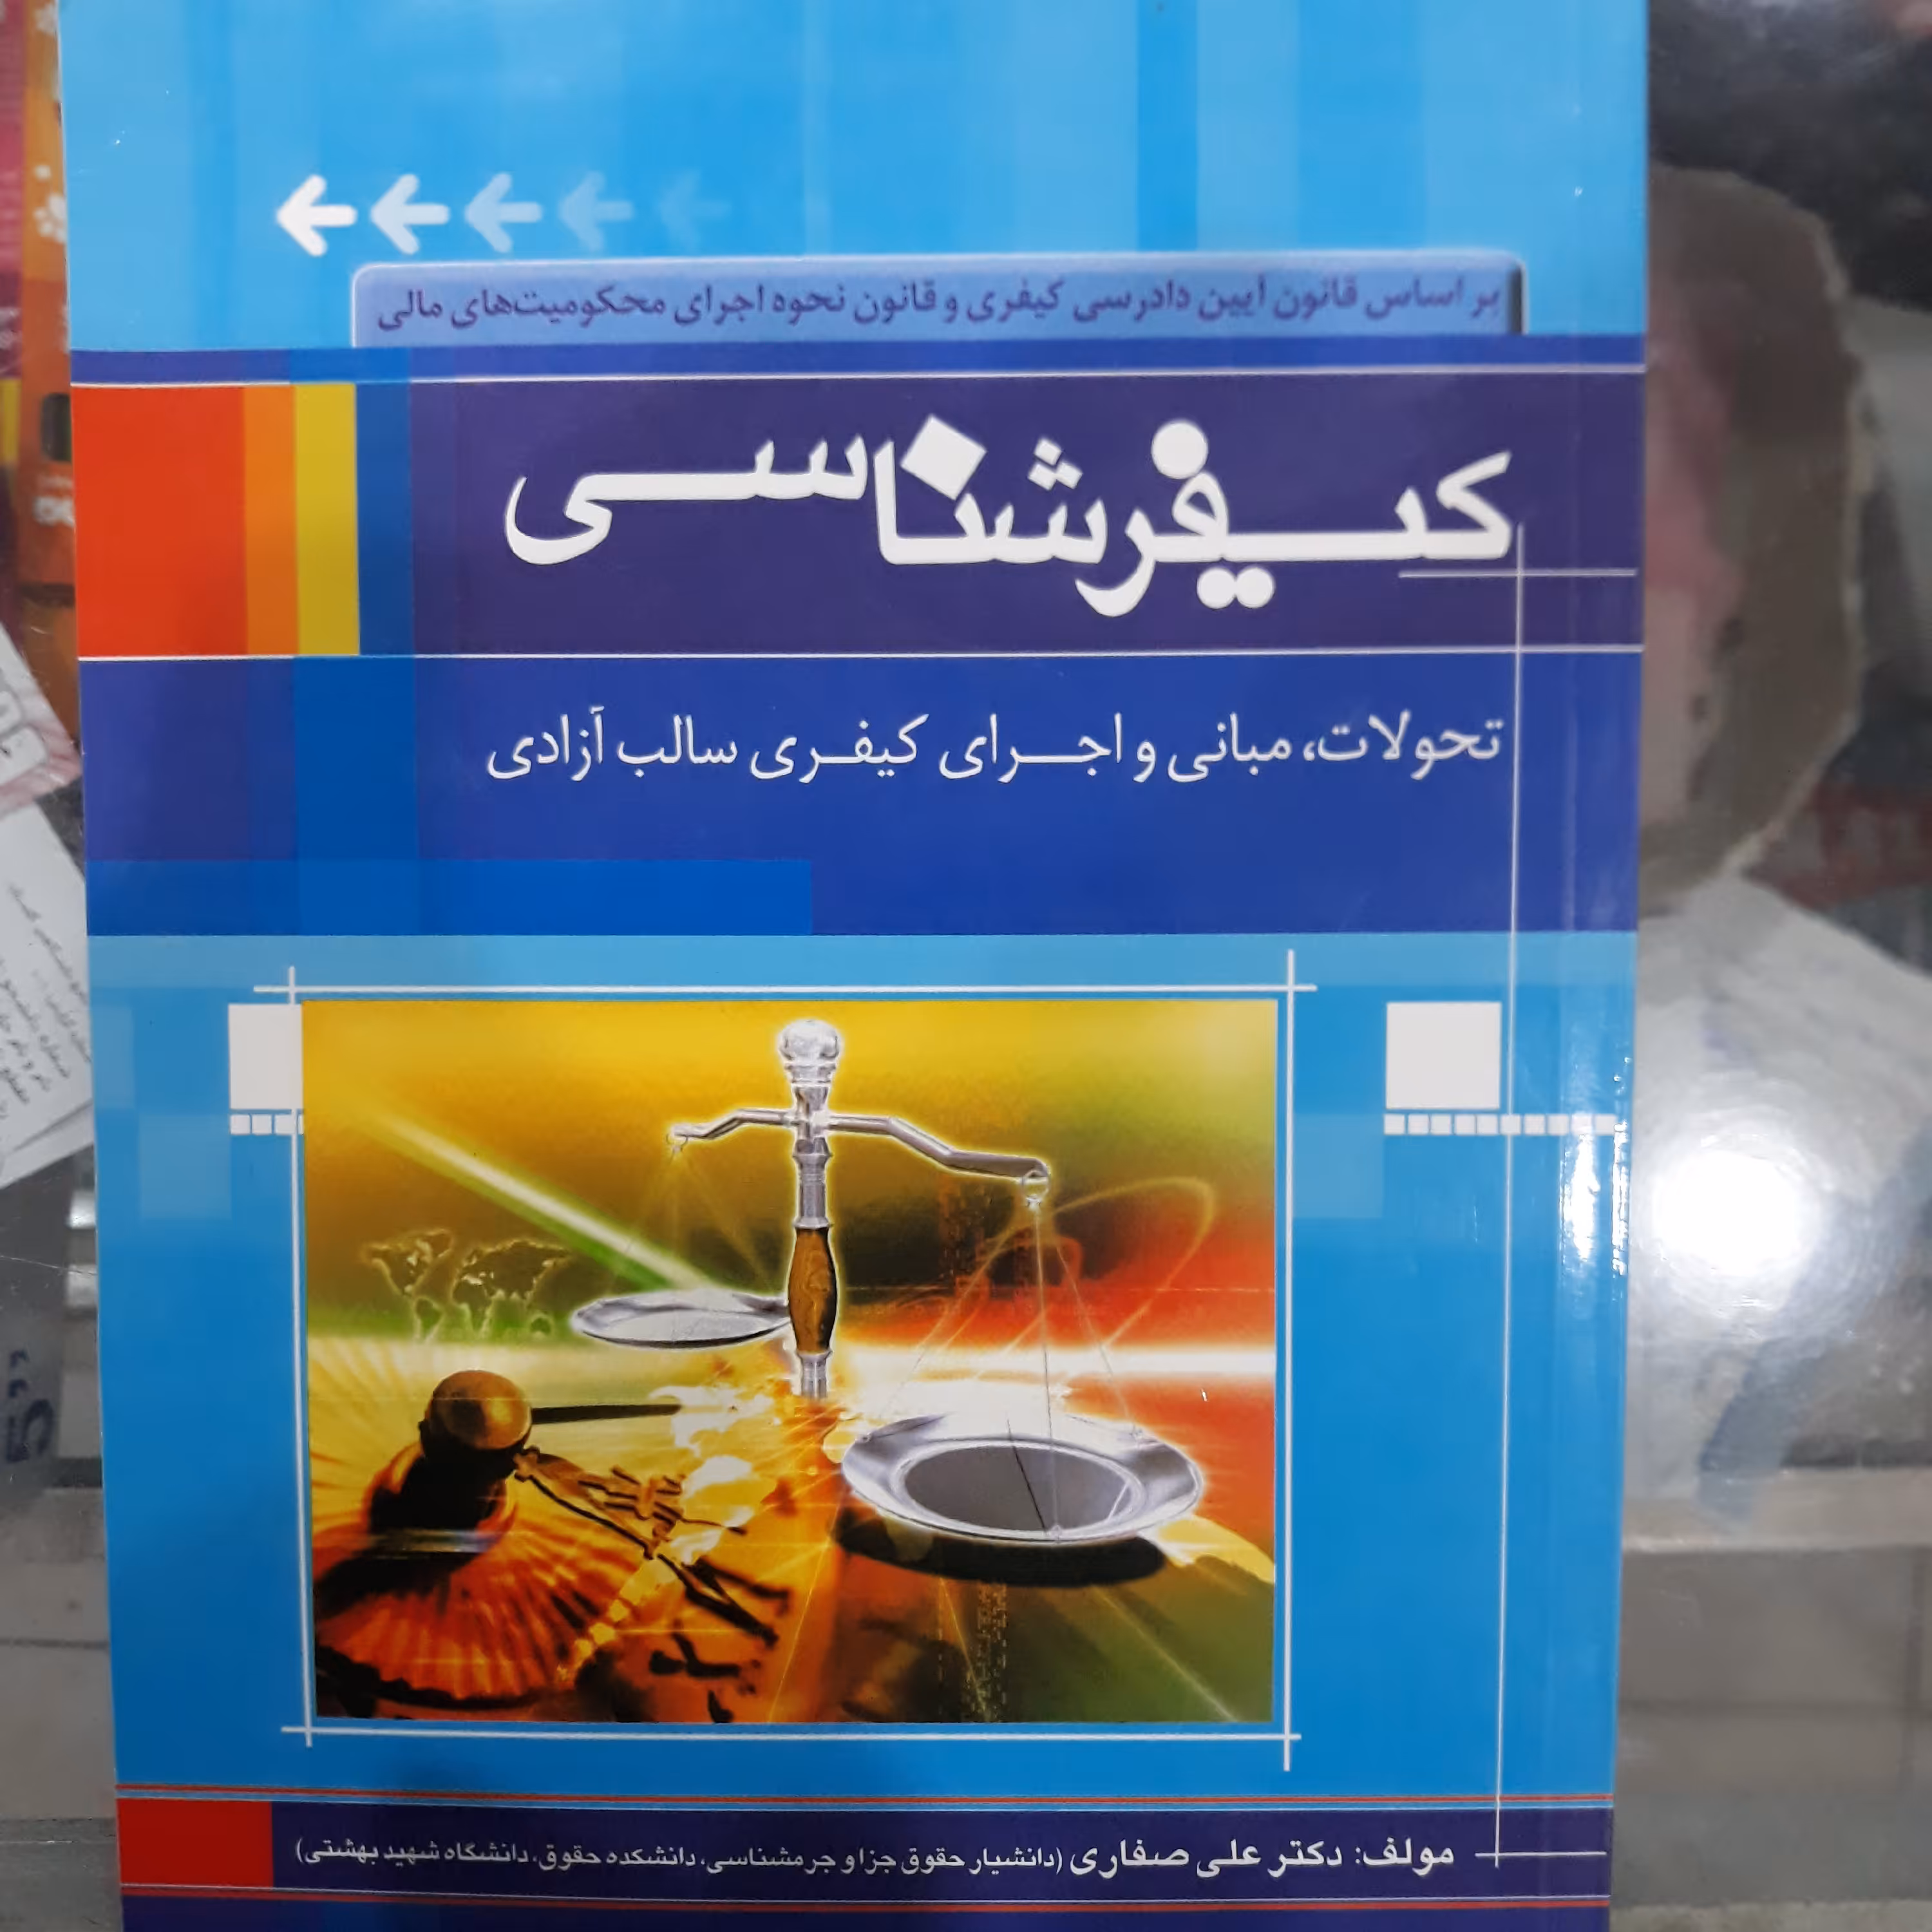 بر اساس قانون آیین دادرسی کیفری و قانون نحوه اجرای محکومیت‌های مالی
کیفرشناسی
تحولات، مبانی و اجرای کیفری سالب آزادی
مولف: دکتر علی صفاری (دانشیار حقوق جزا و جرمشناسی، دانشکده حقوق، دانشگاه شهید بهشتی)